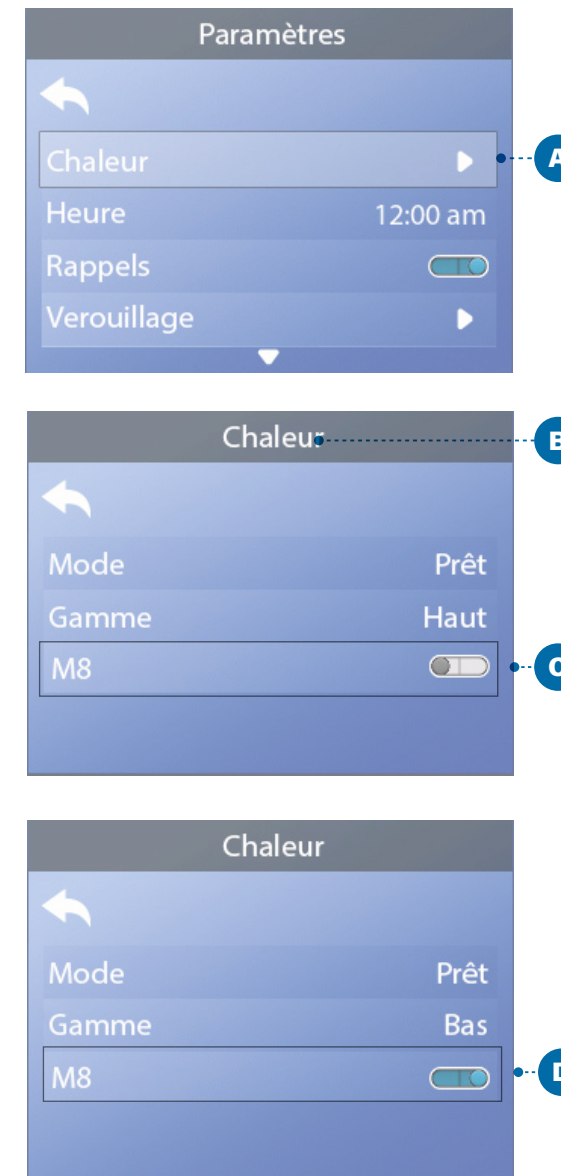 Paramètres
Chaleur
A
Heure 12:00 am
Rappels
Verouillage
Chaleur
B
Mode Prêt
Gamme Haut
M8
C
Chaleur
Mode Prêt
Gamme Bas
M8
D